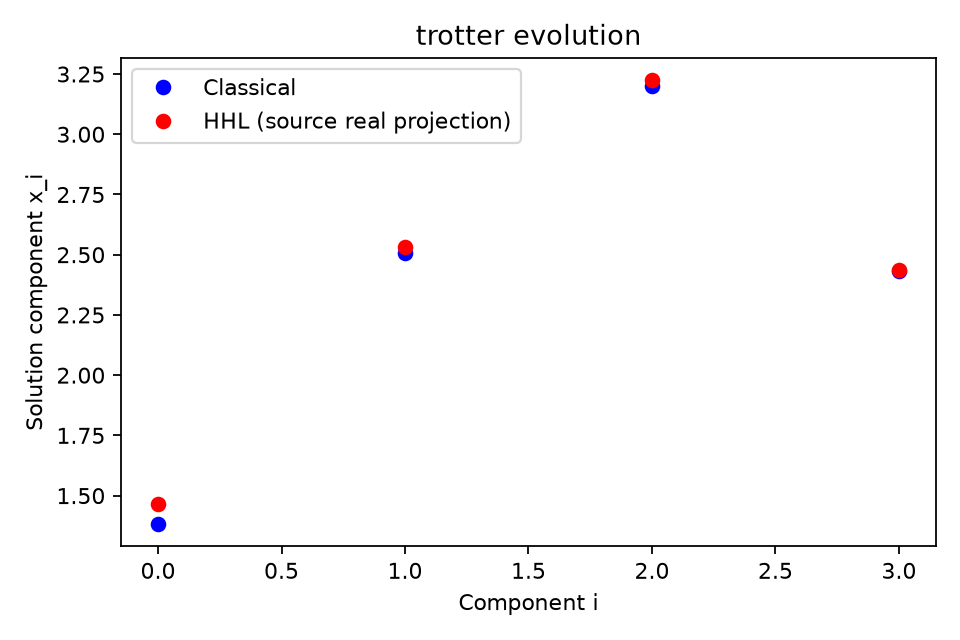 trotter evolution
Classical
HHL (source real projection)
Solution component x_i
3.25
3.00
2.75
2.50
2.25
2.00
1.75
1.50
0.0 0.5 1.0 1.5 2.0 2.5 3.0
Component i